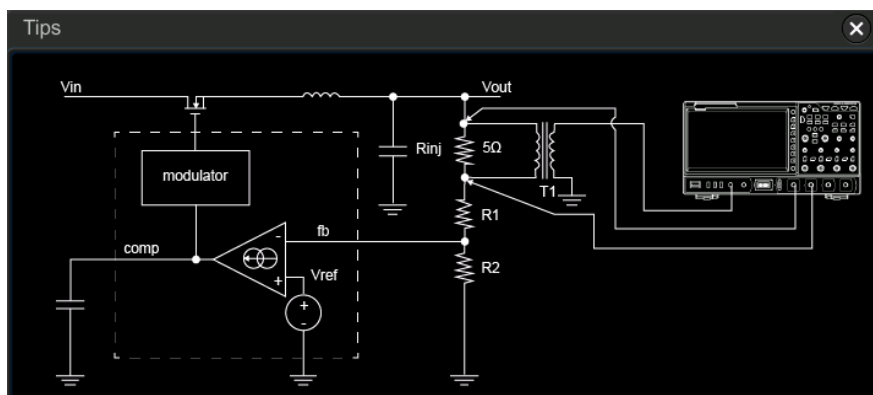 Tips
Vin
Vout
Rinj
5Ω
modulator
T1
R1
fb
comp
-
R2
Vref
+
+
-